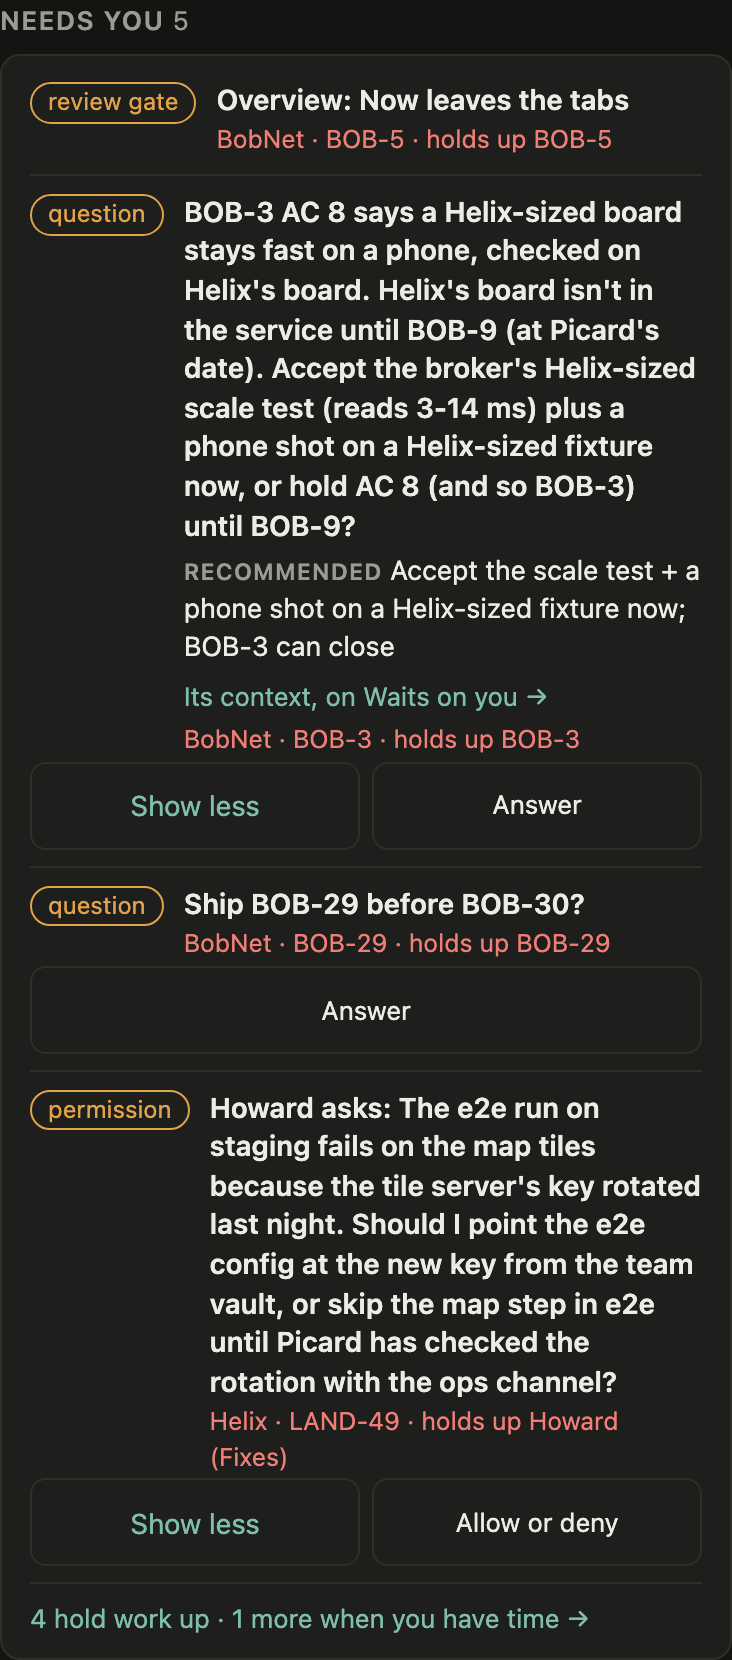 NEEDS YOU 5
review gate
Overview: Now leaves the tabs
BobNet · BOB-5 · holds up BOB-5
question
BOB-3 AC 8 says a Helix-sized board
stays fast on a phone, checked on
Helix's board. Helix's board isn't in
the service until BOB-9 (at Picard's
date). Accept the broker's Helix-sized
scale test (reads 3-14 ms) plus a
phone shot on a Helix-sized fixture
now, or hold AC 8 (and so BOB-3)
until BOB-9?
RECOMMENDED Accept the scale test + a
phone shot on a Helix-sized fixture now;
BOB-3 can close
Its context, on Waits on you →
BobNet · BOB-3 · holds up BOB-3
Show less
Answer
question
Ship BOB-29 before BOB-30?
BobNet · BOB-29 · holds up BOB-29
Answer
permission
Howard asks: The e2e run on
staging fails on the map tiles
because the tile server's key rotated
last night. Should I point the e2e
config at the new key from the team
vault, or skip the map step in e2e
until Picard has checked the
rotation with the ops channel?
Helix · LAND-49 · holds up Howard
(Fixes)
Show less
Allow or deny
4 hold work up · 1 more when you have time →